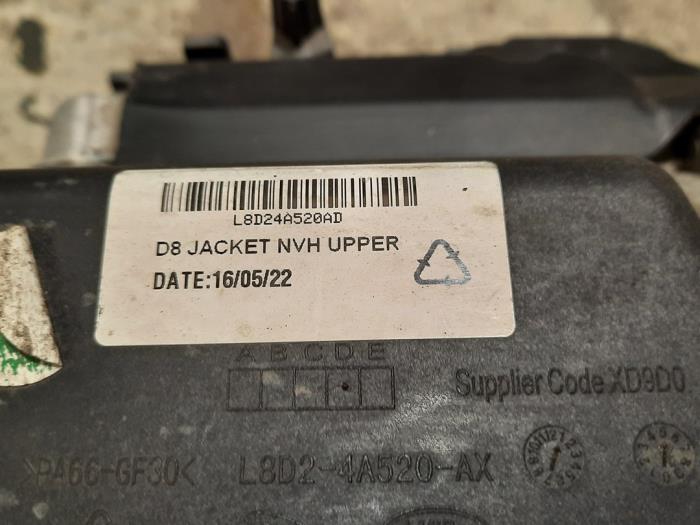 L8D24A520AD
D8 JACKET NVH UPPER
DATE:16/05/22
A B C D E
Supplier Code XD9D0
>PA66-GF30< L8D2-4A520-AX